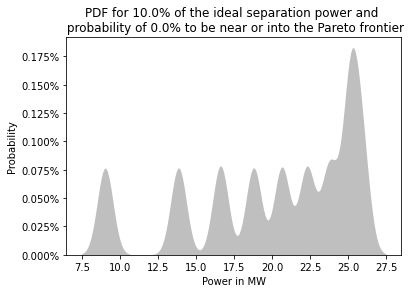 PDF for 10.0% of the ideal separation power and
probability of 0.0% to be near or into the Pareto frontier
0.175%
0.150%
0.125%
0.100%
0.075%
0.050%
0.025%
0.000%
Probability
7.5 10.0 12.5 15.0 17.5 20.0 22.5 25.0 27.5
Power in MW